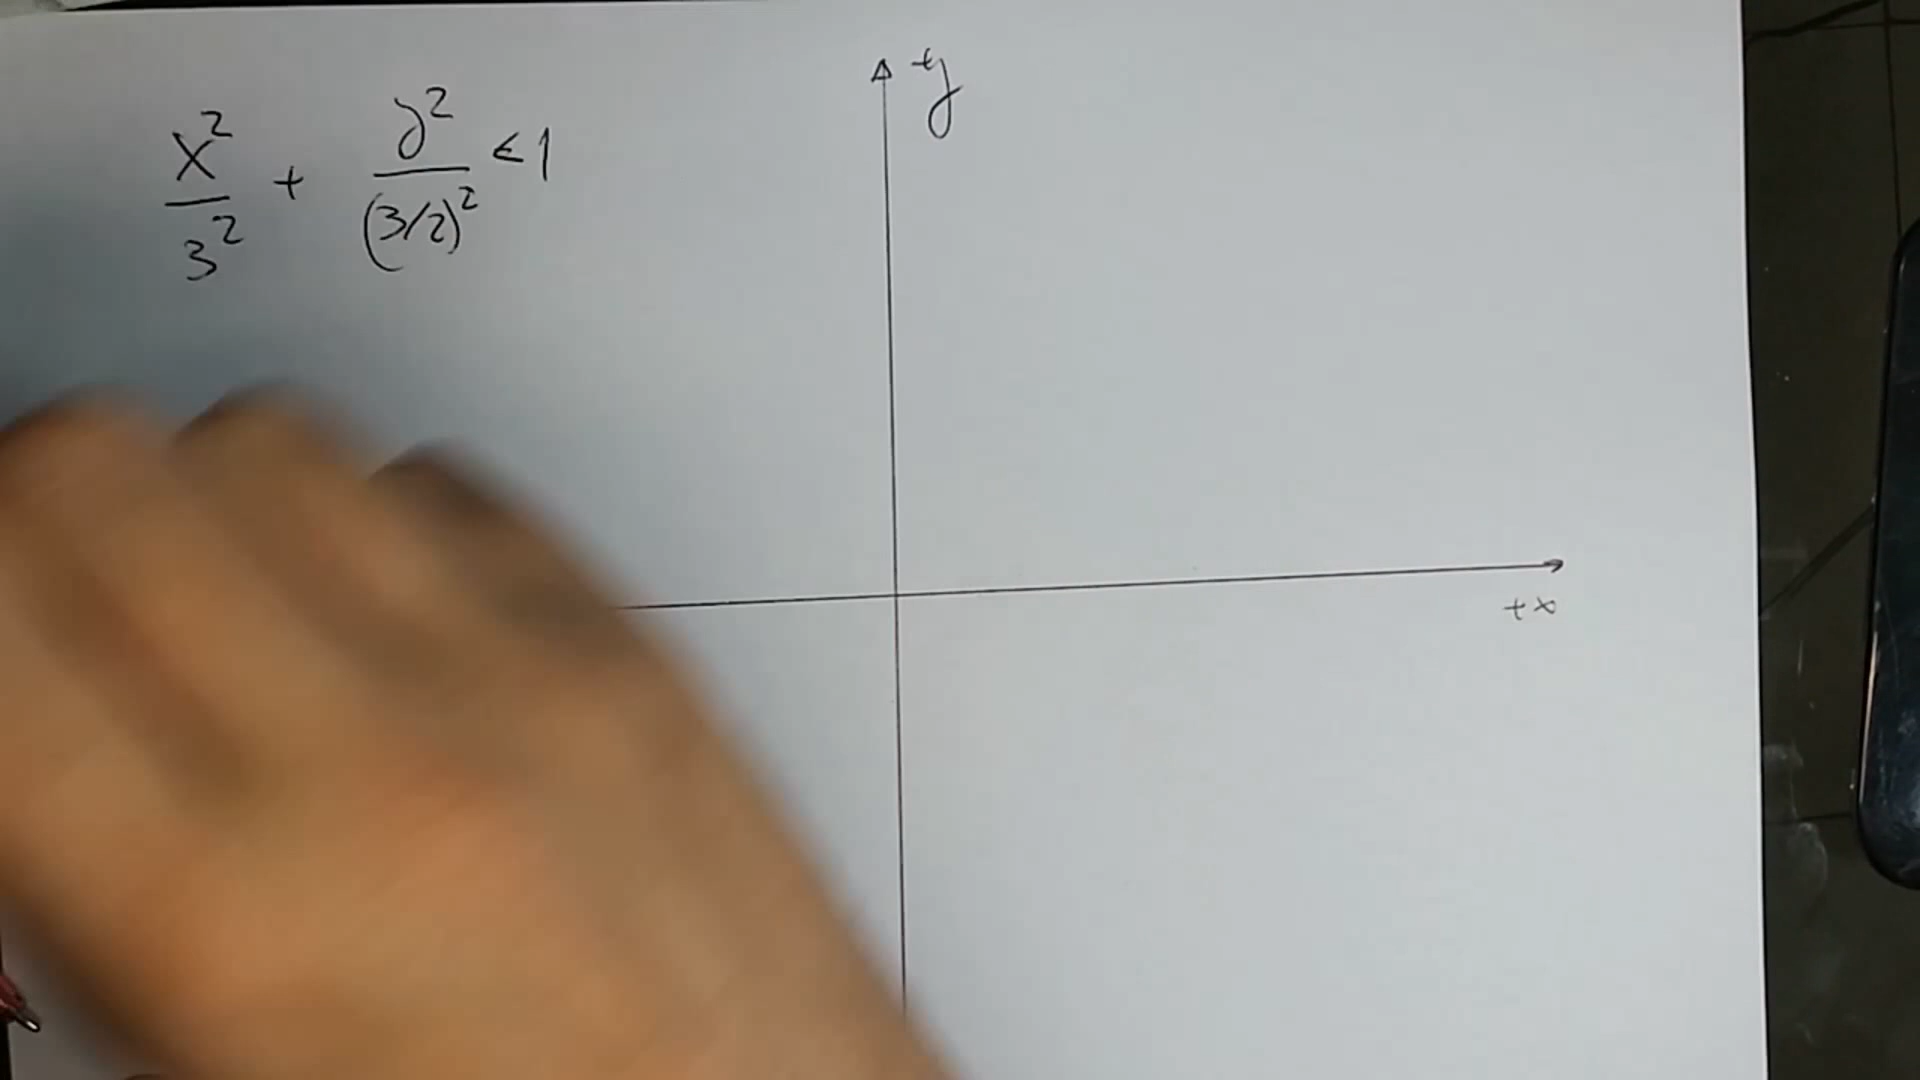 x²/3² + y²/(3/2)² < 1
+y
+x